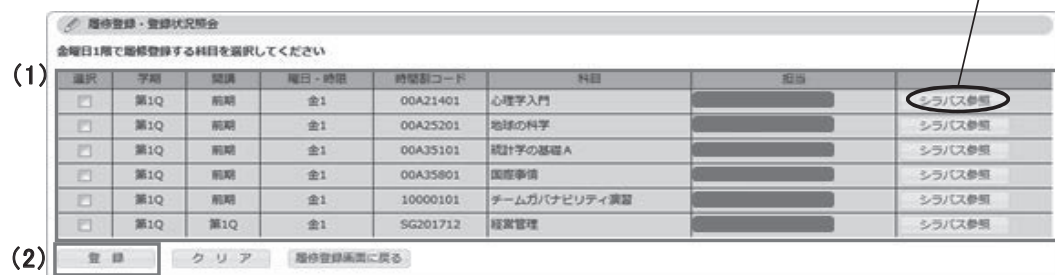 履修登録・登録状況照会
金曜日1限で履修登録する科目を選択してください
(1)
選択 学期 開講 曜日・時限 時間割コード 科目 担当
第1Q 前期 金1 00A21401 心理学入門 シラバス参照
第1Q 前期 金1 00A25201 地球の科学 シラバス参照
第1Q 前期 金1 00A35101 統計学の基礎A シラバス参照
第1Q 前期 金1 00A35801 国際事情 シラバス参照
第1Q 前期 金1 10000101 チームガバナビリティ演習 シラバス参照
第1Q 第1Q 金1 SG201712 経営管理 シラバス参照
(2) 登 録 ク リ ア 履修登録画面に戻る